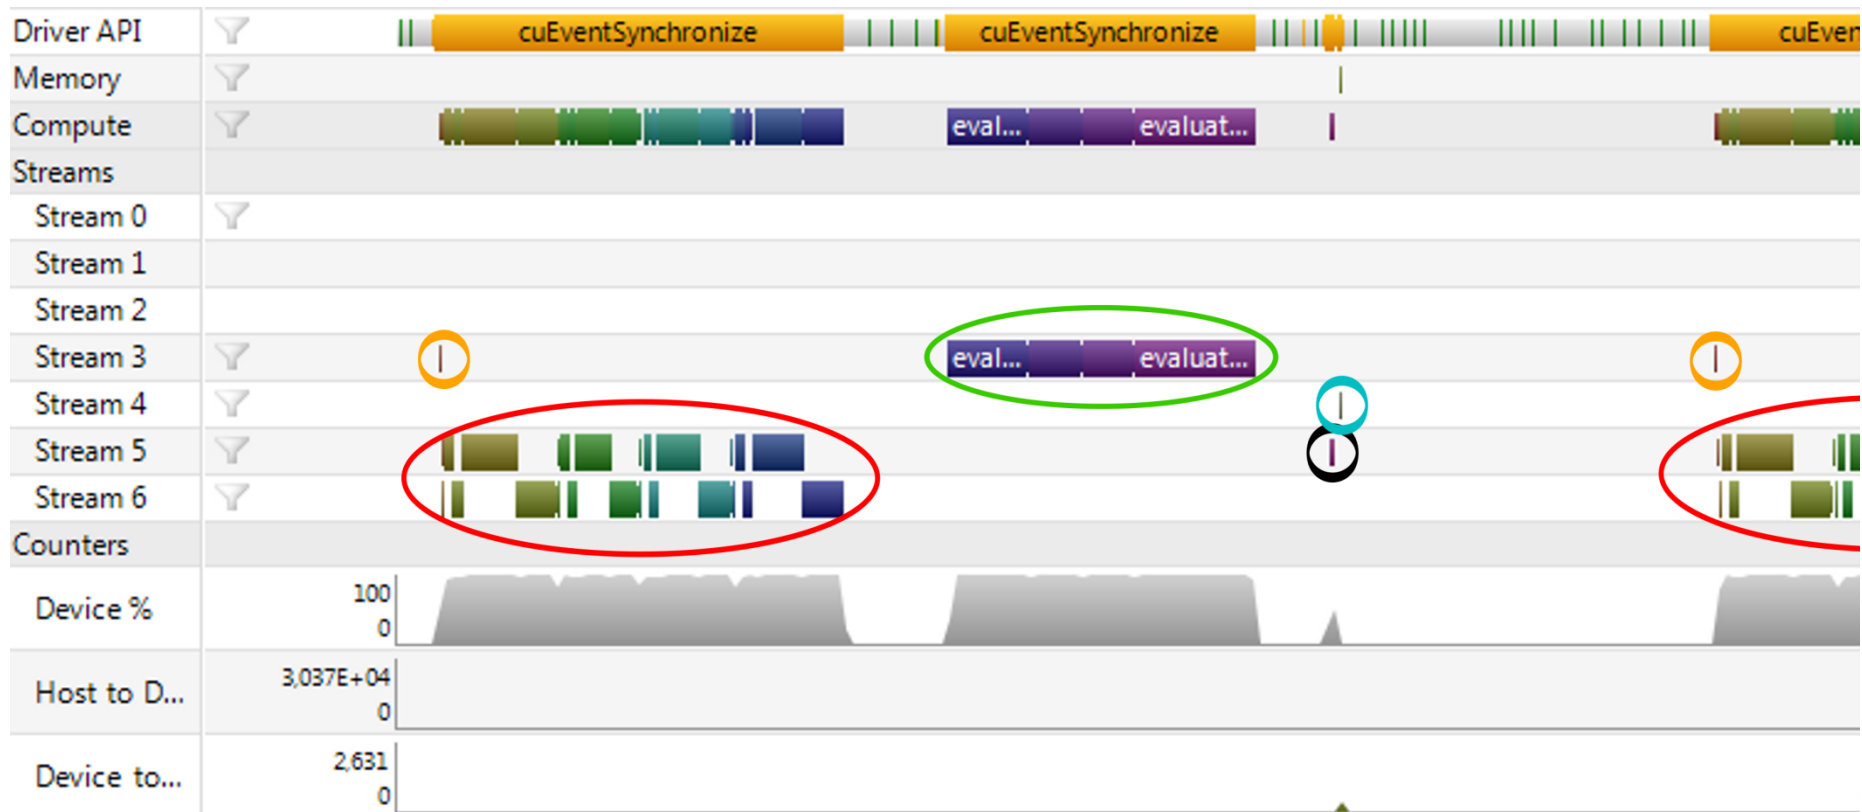 Driver API cuEventSynchronize cuEventSynchronize cuEven
Memory
Compute eval... evaluat...
Streams
Stream 0
Stream 1
Stream 2
Stream 3 eval... evaluat...
Stream 4
Stream 5
Stream 6
Counters
Device % 100
0
Host to D... 3,037E+04
0
Device to... 2,631
0